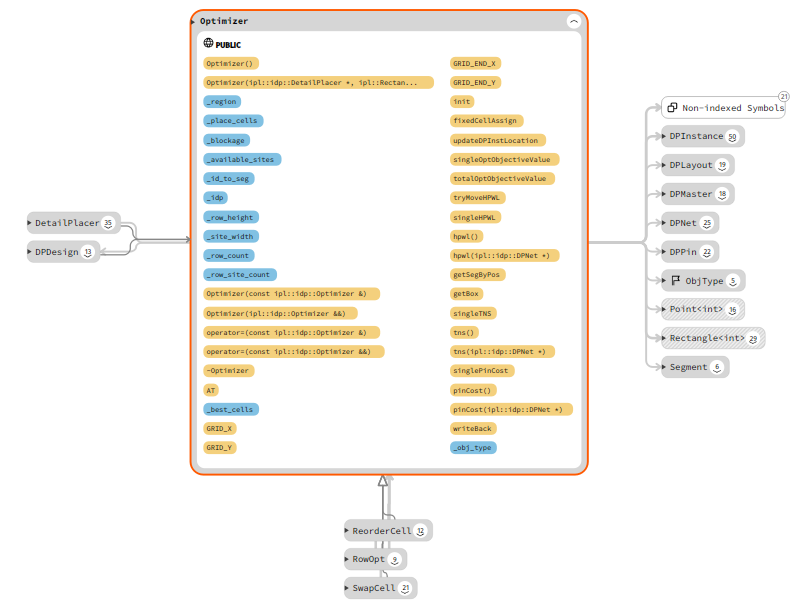 Optimizer
PUBLIC
Optimizer()
Optimizer(ipl::idp::DetailPlacer *, ipl::Rectan...
_region
_place_cells
_blockage
_available_sites
_id_to_seg
_idp
_row_height
_site_width
_row_count
_row_site_count
Optimizer(const ipl::idp::Optimizer &)
Optimizer(ipl::idp::Optimizer &&)
operator=(const ipl::idp::Optimizer &)
operator=(const ipl::idp::Optimizer &&)
~Optimizer
AT
_best_cells
GRID_X
GRID_Y
GRID_END_X
GRID_END_Y
init
fixedCellAssign
updateDPInstLocation
singleOptObjectiveValue
totalOptObjectiveValue
tryMoveHPWL
singleHPWL
hpwl()
hpwl(ipl::idp::DPNet *)
getSegByPos
getBox
singleTNS
tns()
tns(ipl::idp::DPNet *)
singlePinCost
pinCost()
pinCost(ipl::idp::DPNet *)
writeBack
_obj_type
DetailPlacer 35
DPDesign 13
21
Non-indexed Symbols
DPInstance 50
DPLayout 19
DPMaster 18
DPNet 25
DPPin 22
ObjType 5
Point<int> 16
Rectangle<int> 29
Segment 6
ReorderCell 12
RowOpt 9
SwapCell 21